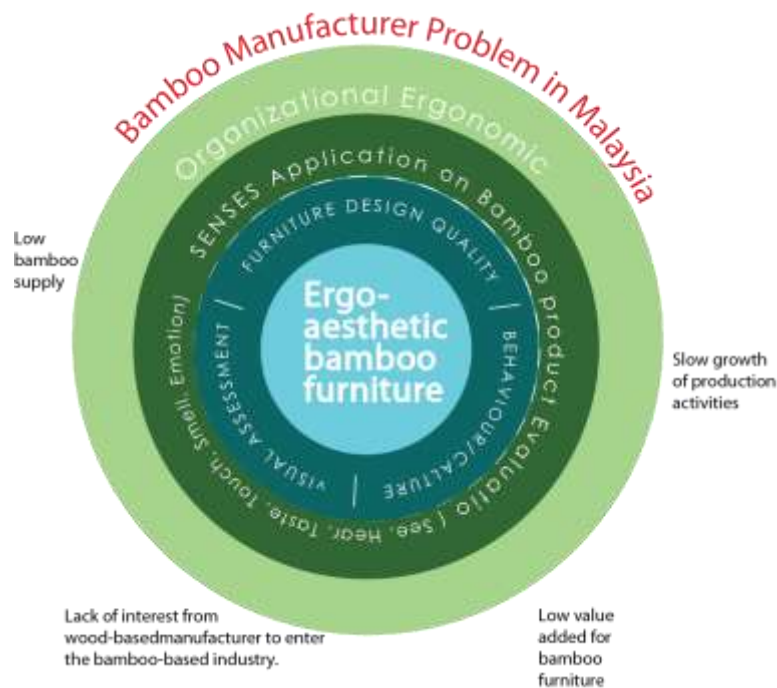 Bamboo Manufacturer Problem in Malaysia
Organizational Ergonomic
SENSES Application on Bamboo product Evaluatio ( See, Hear, Taste, Touch, Smell, Emotion)
FURNITURE DESIGN QUALITY
| BEHAVIOUR/CALTURE
| VISUAL ASSESSMENT |
Ergo-
aesthetic
bamboo
furniture
Low
bamboo
supply
Slow growth
of production
activities
Lack of interest from
wood-basedmanufacturer to enter
the bamboo-based industry.
Low value
added for
bamboo
furniture